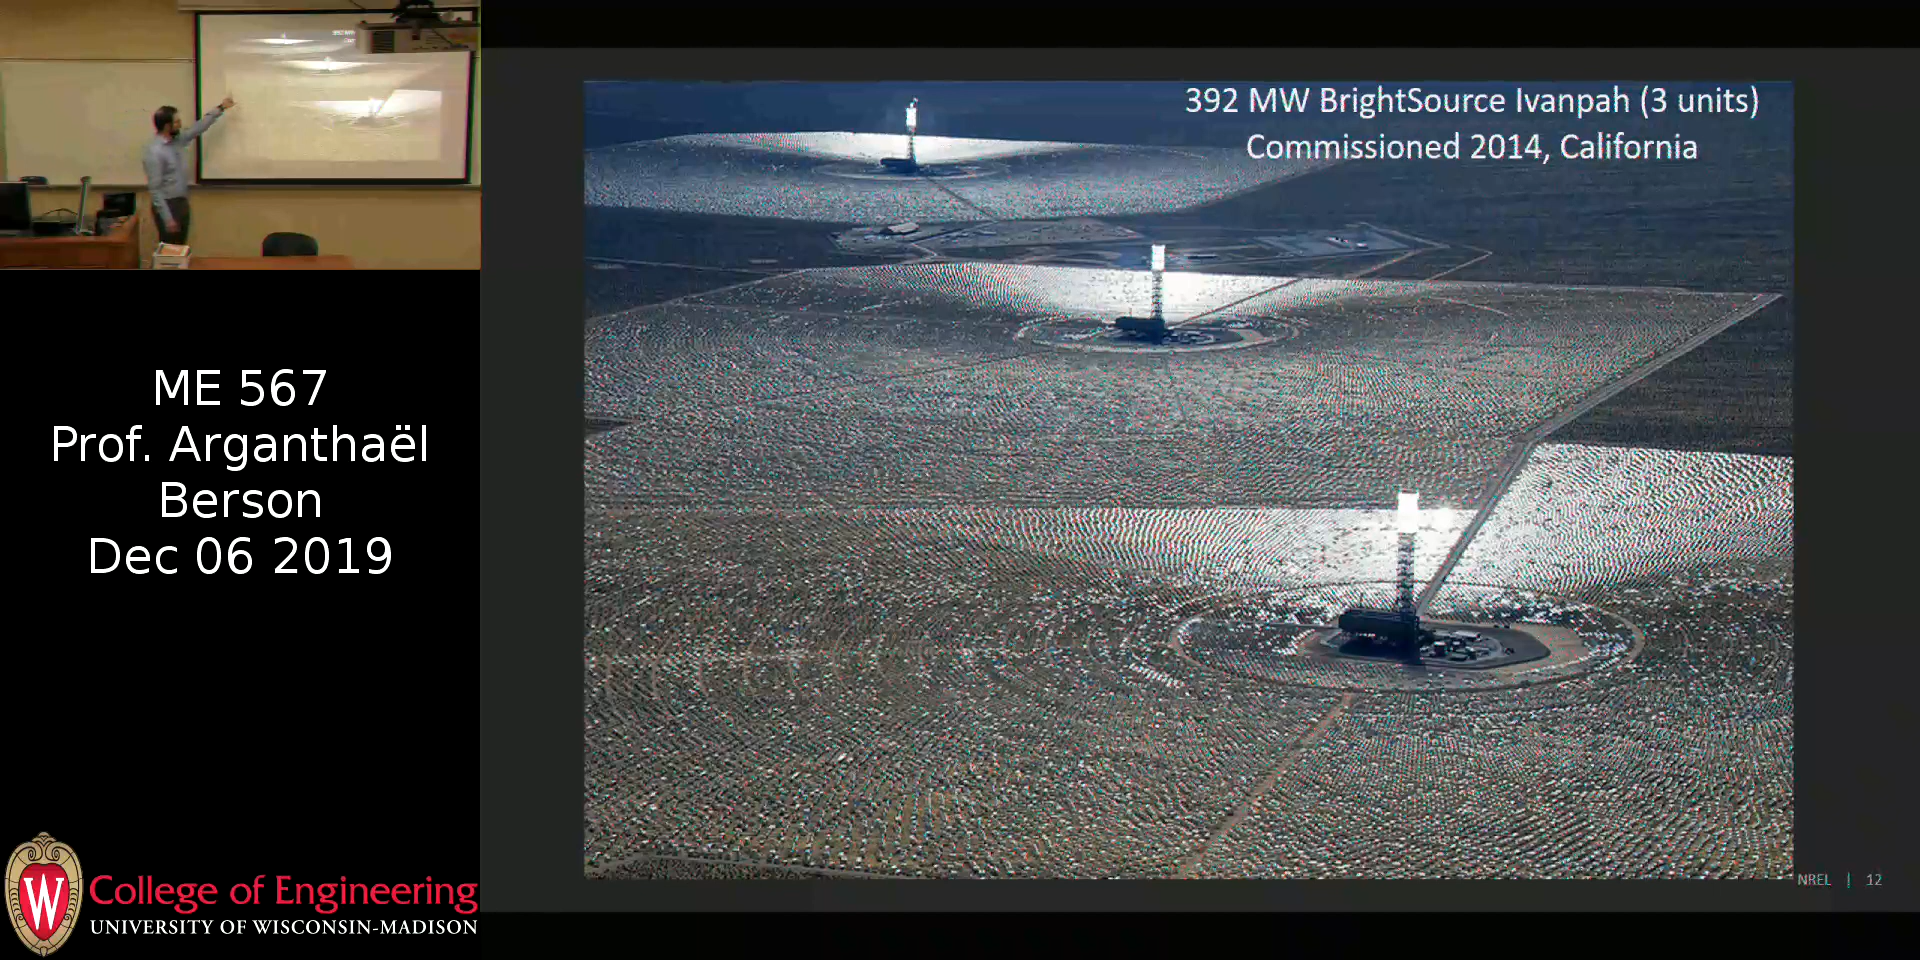 392 MW BrightSource Ivanpah (3 units)
Commissioned 2014, California
ME 567
Prof. Arganthaël
Berson
Dec 06 2019
W
College of Engineering
UNIVERSITY OF WISCONSIN-MADISON
NREL | 12